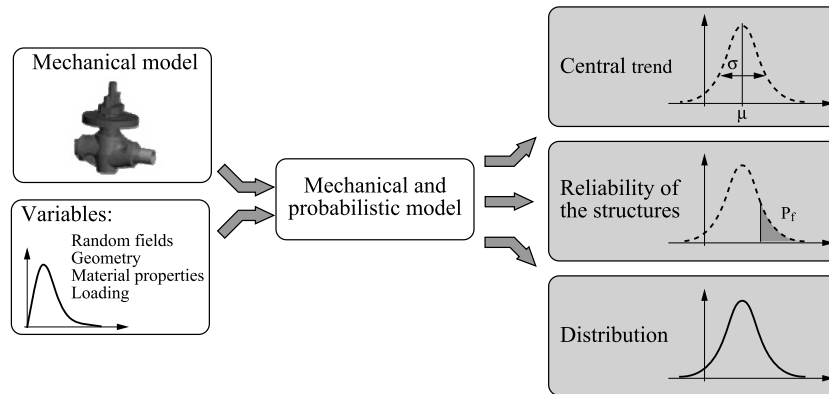 Mechanical model
Variables:
Random fields
Geometry
Material properties
Loading
Mechanical and
probabilistic model
Central trend
σ
μ
Reliability of
the structures
P_f
Distribution